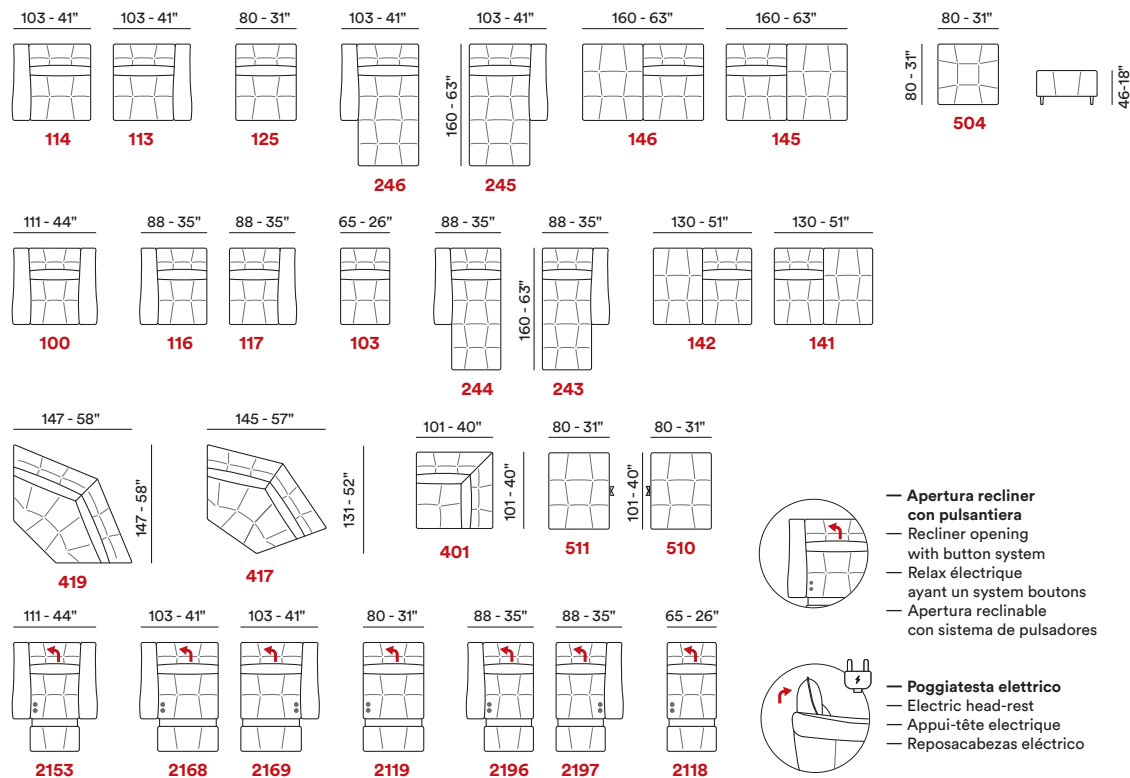 103 - 41" 103 - 41" 80 - 31" 103 - 41" 103 - 41" 160 - 63" 160 - 63" 80 - 31"
160 - 63" 80 - 31" 46-18"
114 113 125 246 245 146 145 504
111 - 44" 88 - 35" 88 - 35" 65 - 26" 88 - 35" 88 - 35" 130 - 51" 130 - 51"
160 - 63"
100 116 117 103 244 243 142 141
147 - 58" 145 - 57" 101 - 40" 80 - 31" 80 - 31"
147 - 58" 131 - 52" 101 - 40" 101 - 40"
419 417 401 511 510
— Apertura recliner
con pulsantiera
— Recliner opening
with button system
— Relax électrique
ayant un system boutons
— Apertura reclinable
con sistema de pulsadores
111 - 44" 103 - 41" 103 - 41" 80 - 31" 88 - 35" 88 - 35" 65 - 26"
2153 2168 2169 2119 2196 2197 2118
— Poggiatesta elettrico
— Electric head-rest
— Appui-tête electrique
— Reposacabezas eléctrico